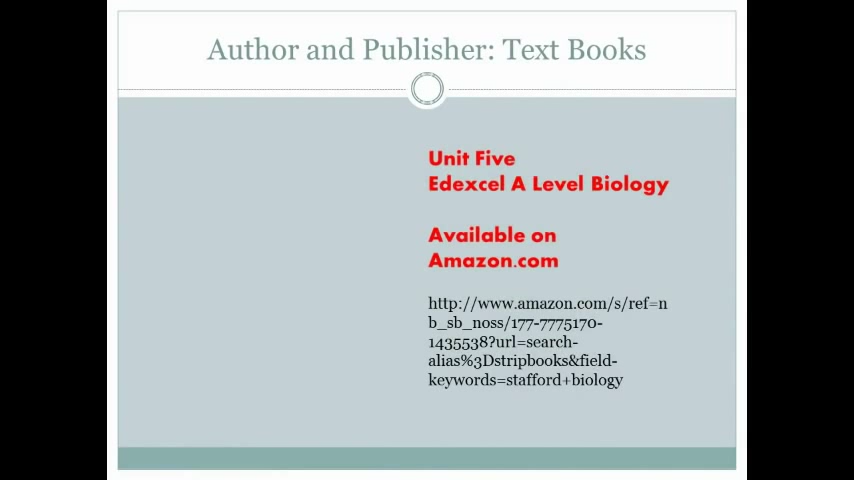 Author and Publisher: Text Books
Unit Five
Edexcel A Level Biology
Available on
Amazon.com
http://www.amazon.com/s/ref=n
b_sb_noss/177-7775170-
1435538?url=search-
alias%3Dstripbooks&field-
keywords=stafford+biology